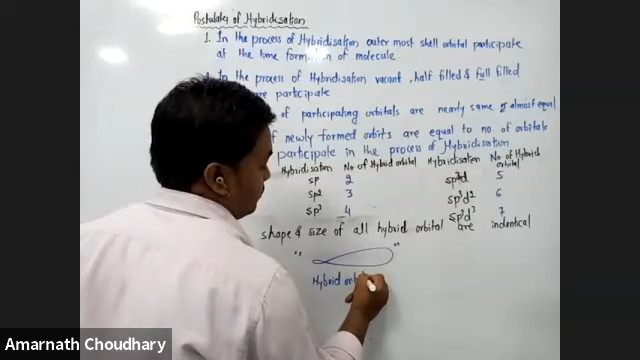 Postulates of Hybridisation
1. In the process of Hybridisation outer most shell orbital participate
at the time formation of molecule.
In the process of Hybridisation vacant, half filled & full filled
are participate
of participating orbitals are nearly same or almost equal
of newly formed orbits are equal to no. of orbitals
participate in the process of Hybridisation
Hybridisation No of Hybrid orbital Hybridisation No of Hybrid orbital
sp 2 sp³d 5
sp² 3 sp³d² 6
sp³ 4 sp³d³ 7
shape & size of all hybrid orbital are indentical
" "
Hybrid orbit
Amarnath Choudhary